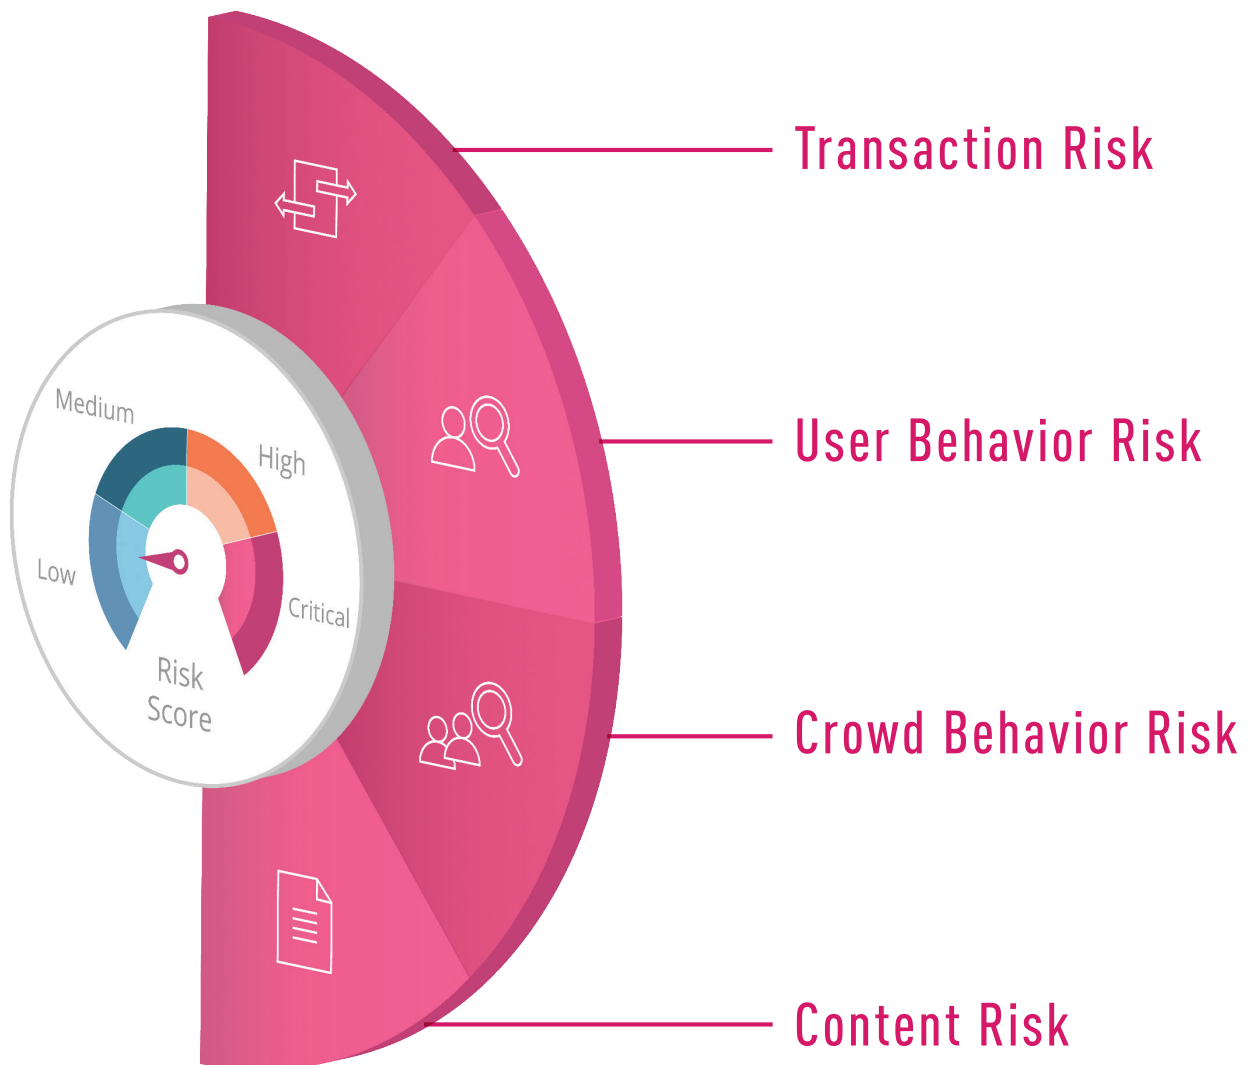 Transaction Risk
User Behavior Risk
Crowd Behavior Risk
Content Risk
Medium
High
Low
Critical
Risk
Score